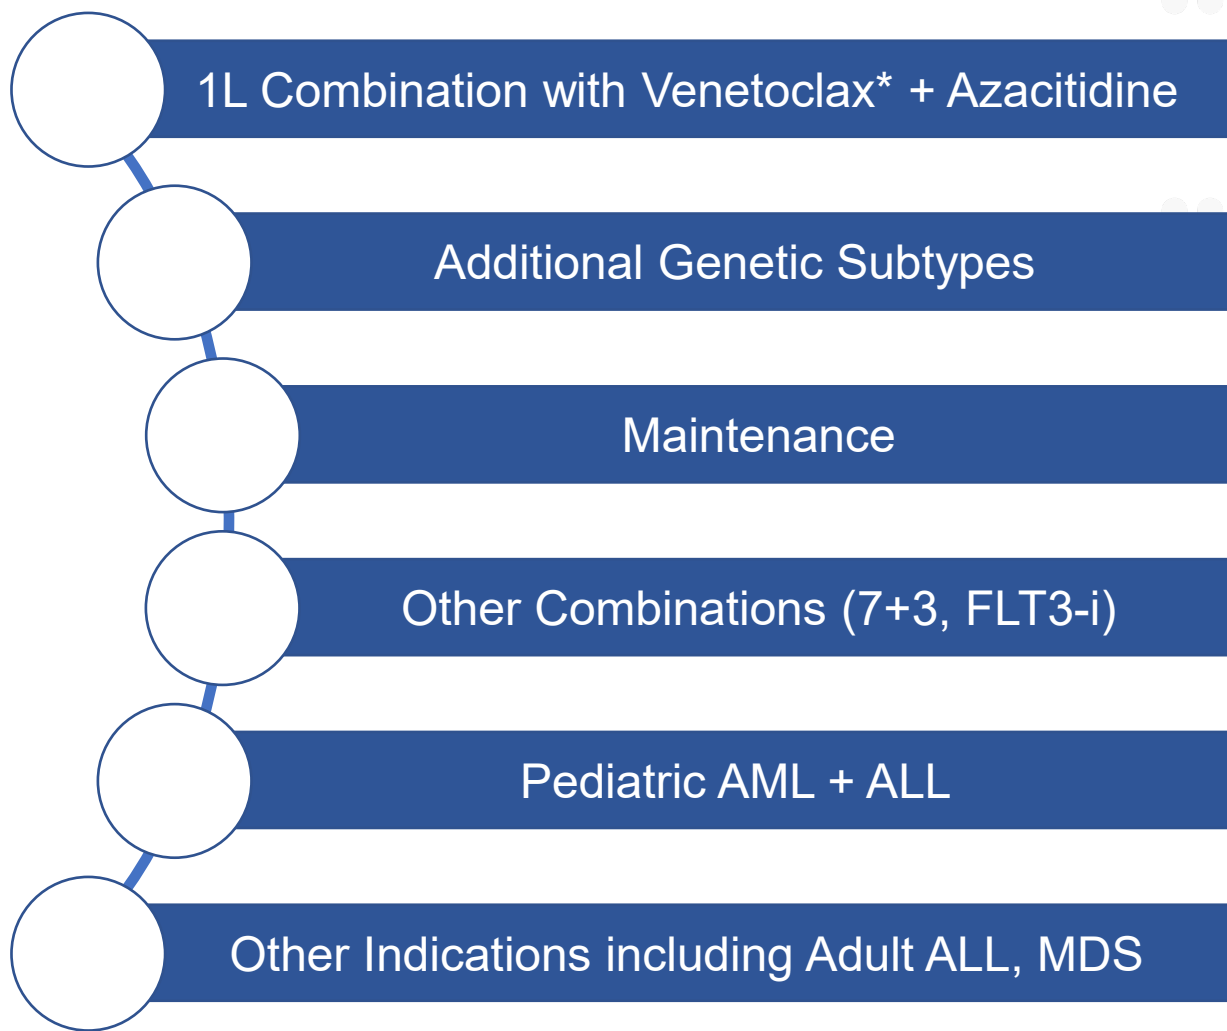 1L Combination with Venetoclax* + Azacitidine
Additional Genetic Subtypes
Maintenance
Other Combinations (7+3, FLT3-i)
Pediatric AML + ALL
Other Indications including Adult ALL, MDS